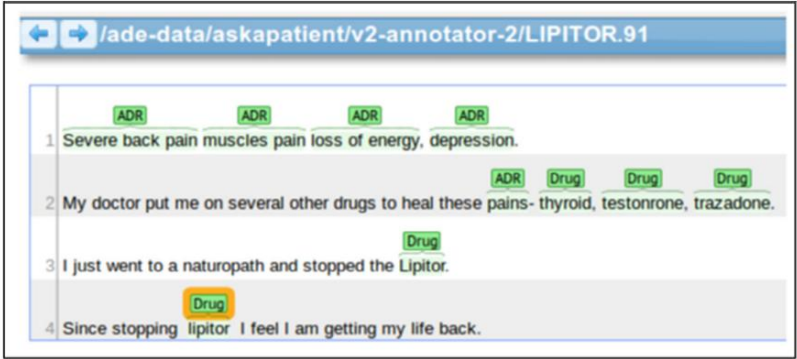 /ade-data/askapatient/v2-annotator-2/LIPITOR.91
ADR ADR ADR ADR
1 Severe back pain muscles pain loss of energy, depression.
ADR Drug Drug Drug
2 My doctor put me on several other drugs to heal these pains- thyroid, testonrone, trazadone.
Drug
3 I just went to a naturopath and stopped the Lipitor.
Drug
4 Since stopping lipitor I feel I am getting my life back.